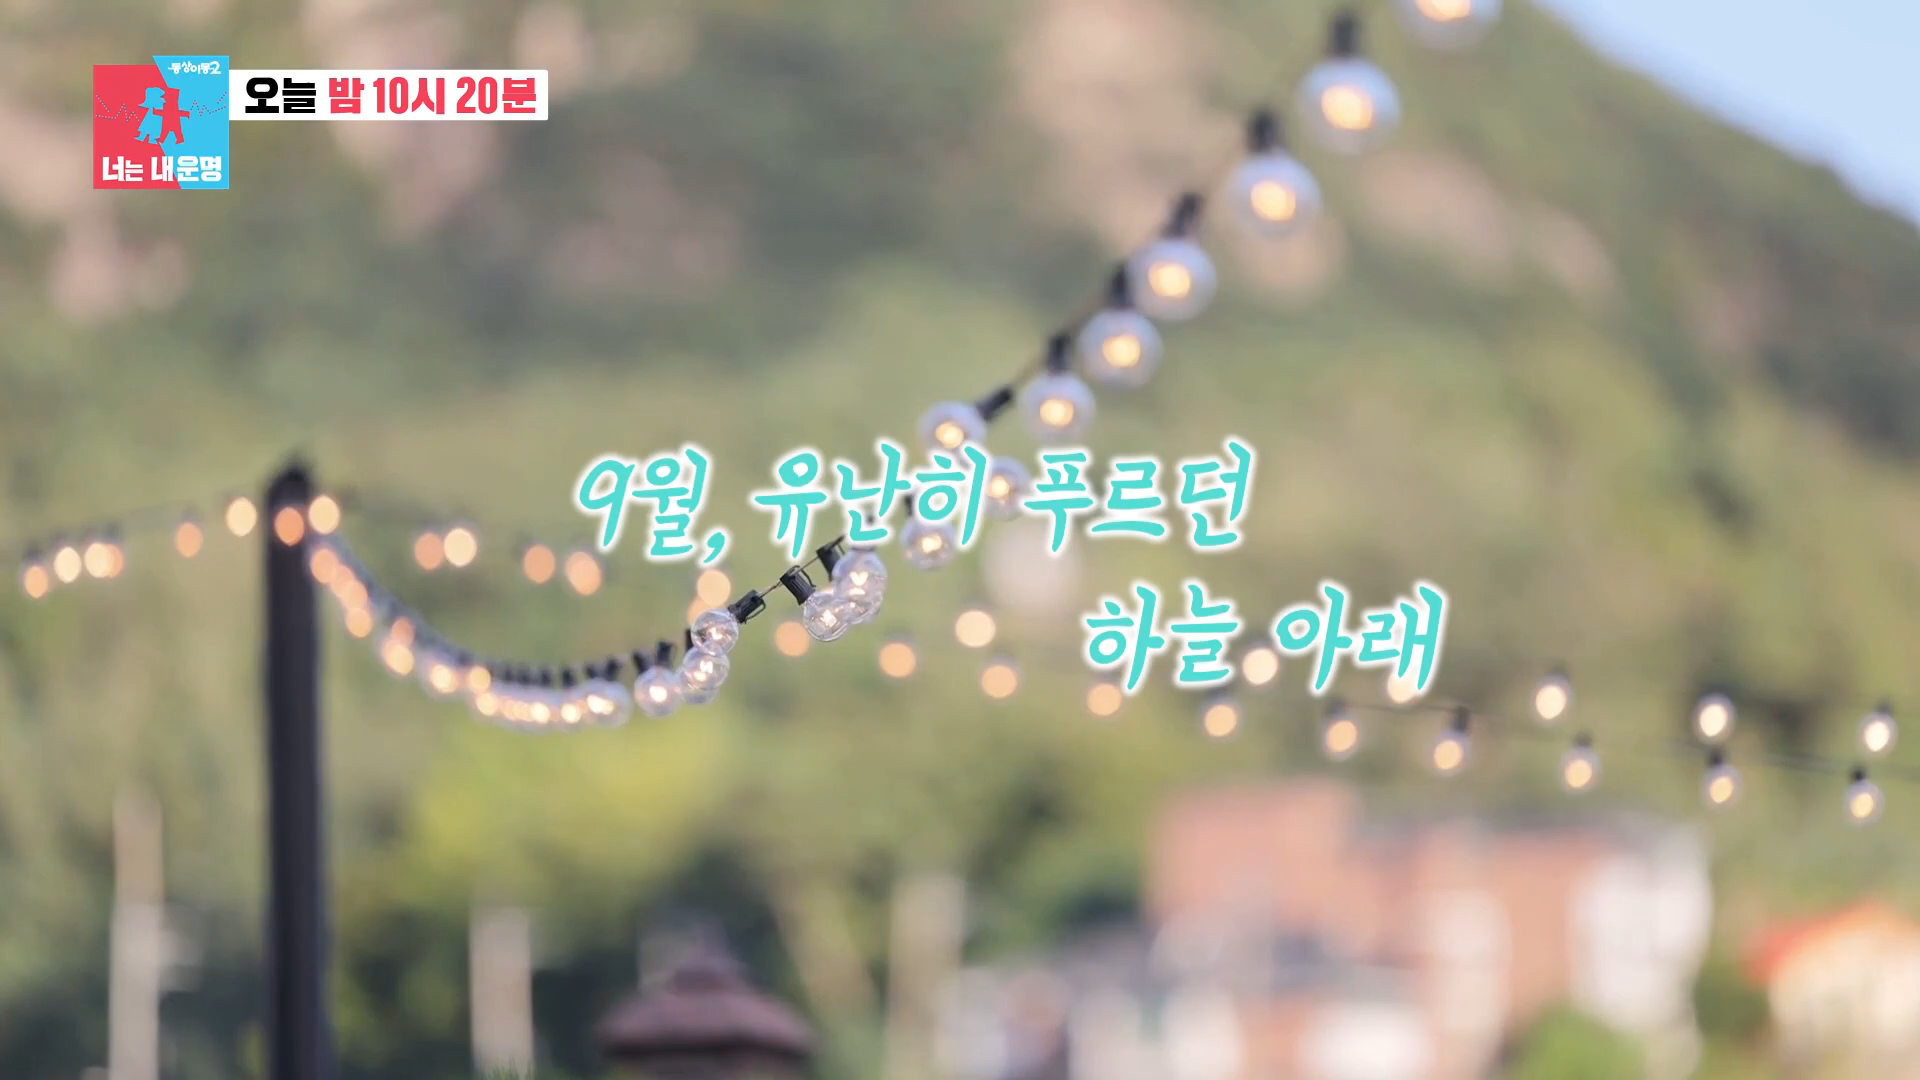 동상이몽2
너는 내 운명
오늘 밤 10시 20분
9월, 유난히 푸르던
하늘 아래